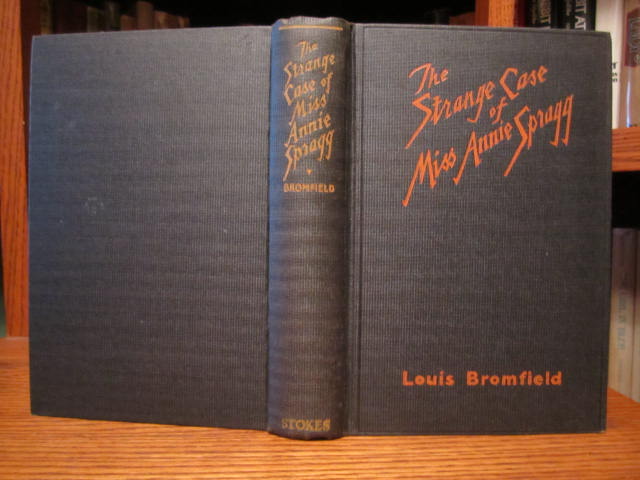 The
Strange
Case of
Miss
Annie
Spragg
BROMFIELD
STOKES
The
Strange Case
of
Miss Annie Spragg
Louis Bromfield